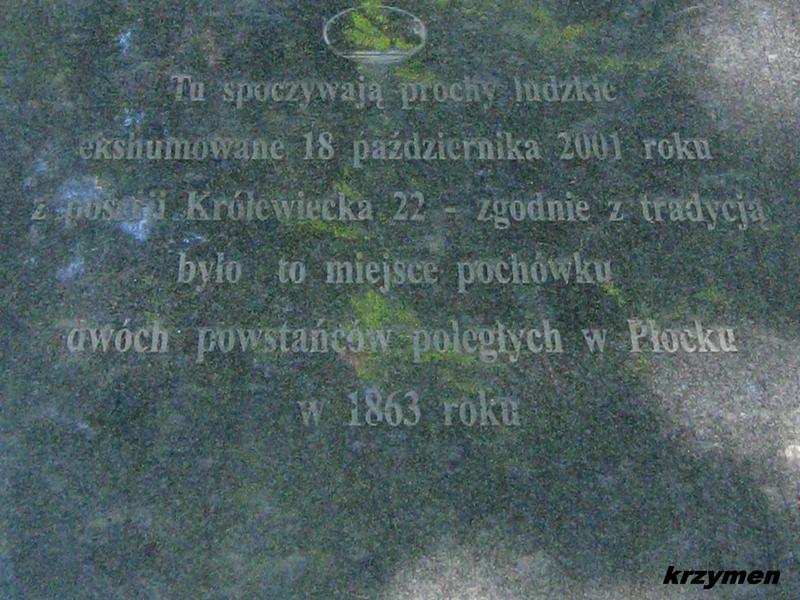 Tu spoczywają prochy ludzkie
ekshumowane 18 października 2001 roku
z posesji Królewiecka 22 - zgodnie z tradycją
było to miejsce pochówku
dwóch powstańców poległych w Płocku
w 1863 roku
krzymen